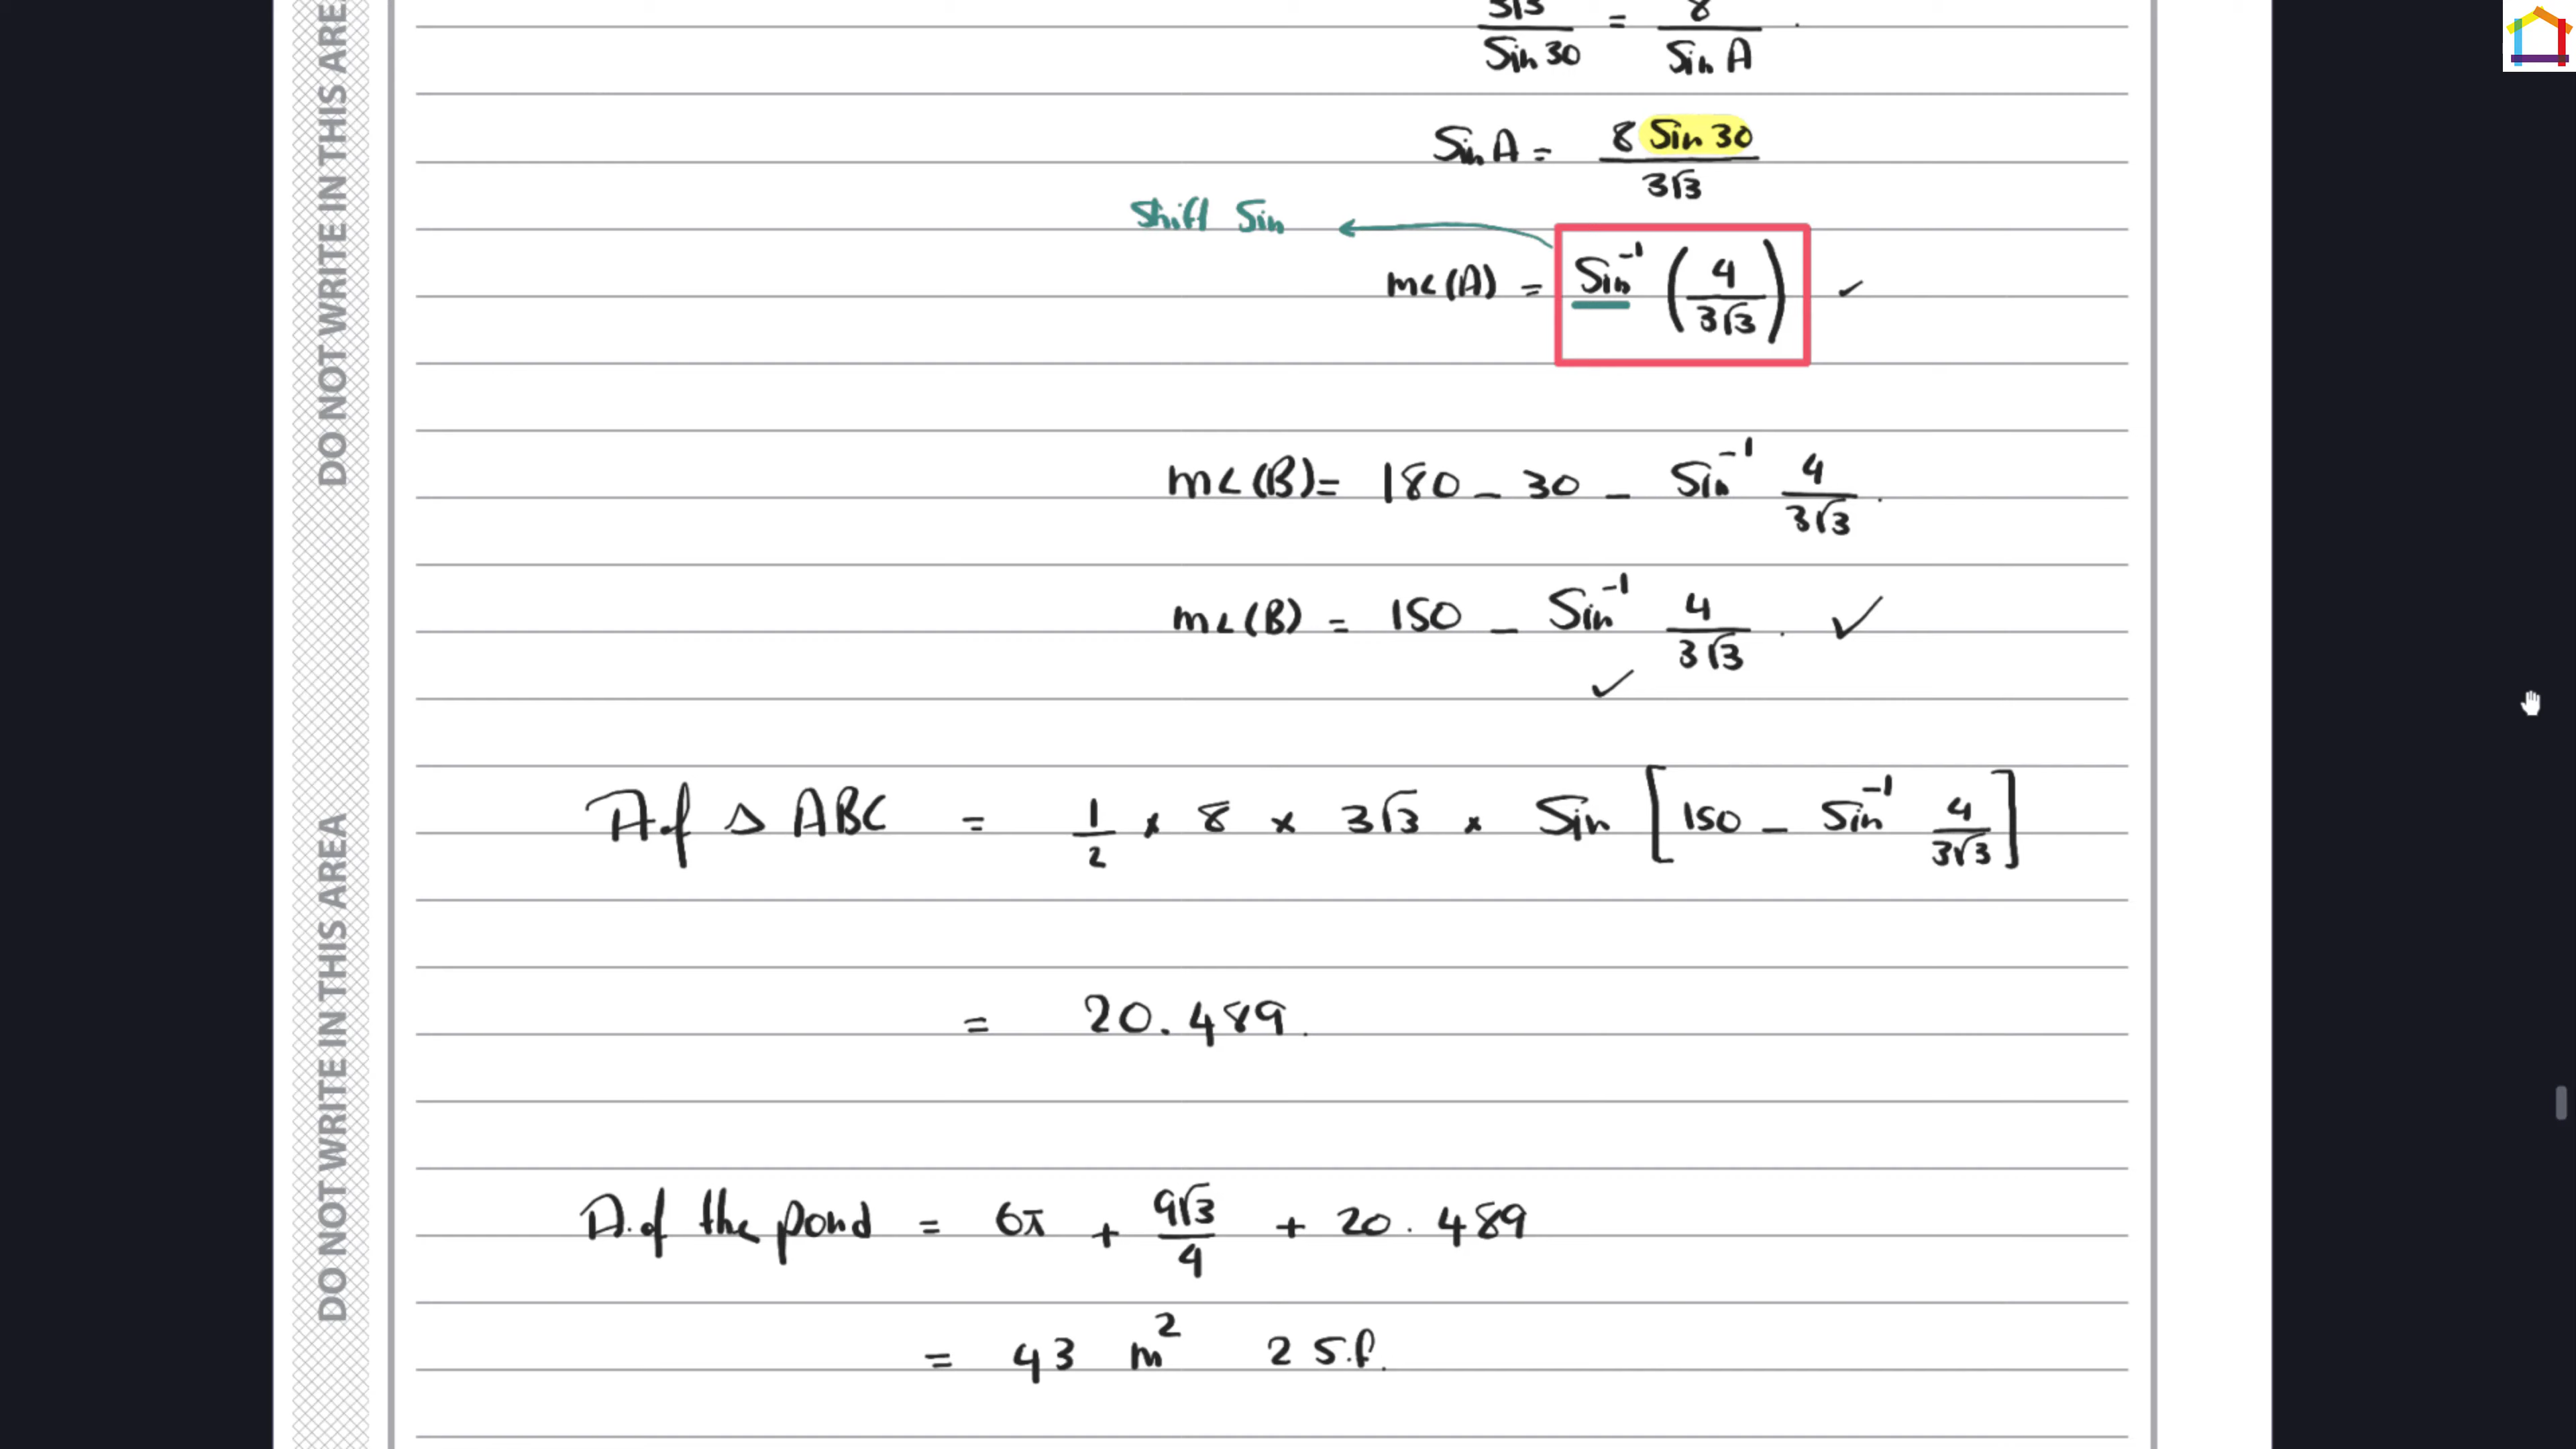 DO NOT WRITE IN THIS AREA
3√3/Sin 30 = 8/Sin A .
Sin A = 8 Sin 30/3√3
Shift Sin
m<(A) = Sin⁻¹ (4/3√3) ✓
m<(B) = 180 - 30 - Sin⁻¹ 4/3√3 .
m<(B) = 150 - Sin⁻¹ 4/3√3 . ✓
✓
A.of △ ABC = 1/2 × 8 × 3√3 × Sin [150 - Sin⁻¹ 4/3√3]
DO NOT WRITE IN THIS AREA
= 20.489.
A.of the pond = 6π + 9√3/4 + 20.489
= 43 m² 2 S.f.